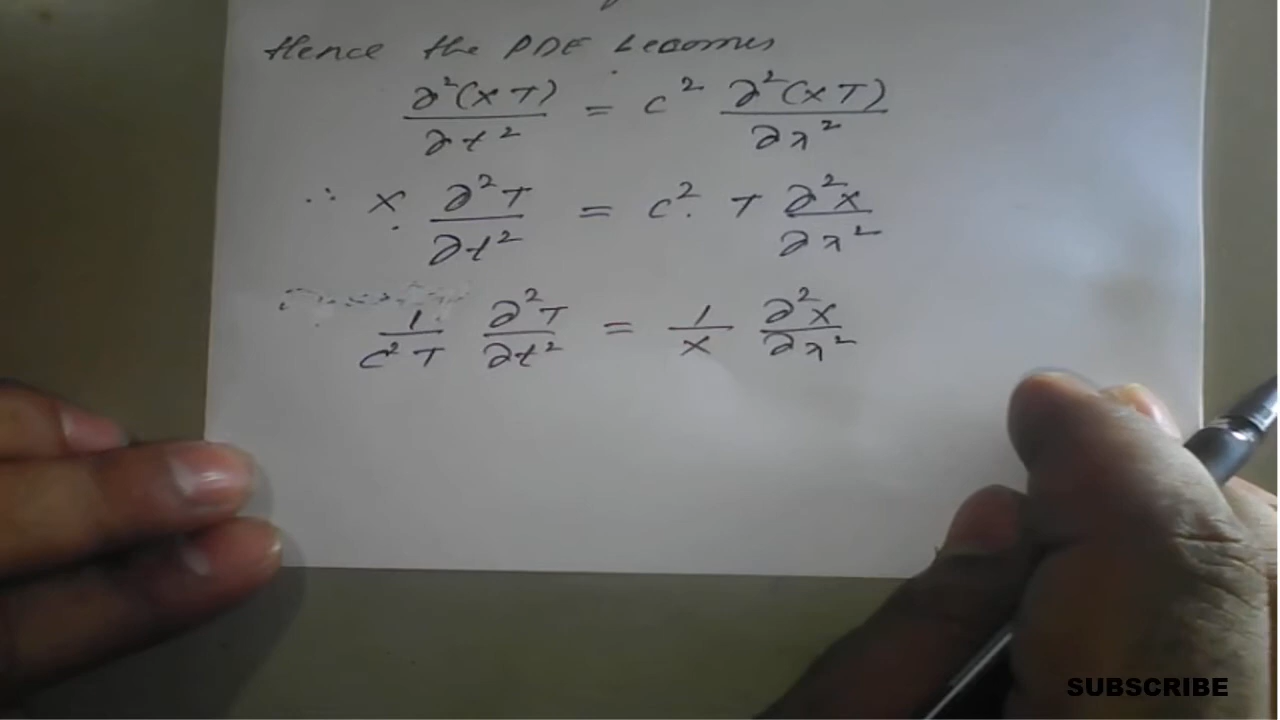 Hence the PDE becomes
∂²(XT)/∂t² = c² ∂²(XT)/∂x²
∴ X. ∂²T/∂t² = c². T ∂²X/∂x²
1/c²T ∂²T/∂t² = 1/X ∂²X/∂x²
SUBSCRIBE